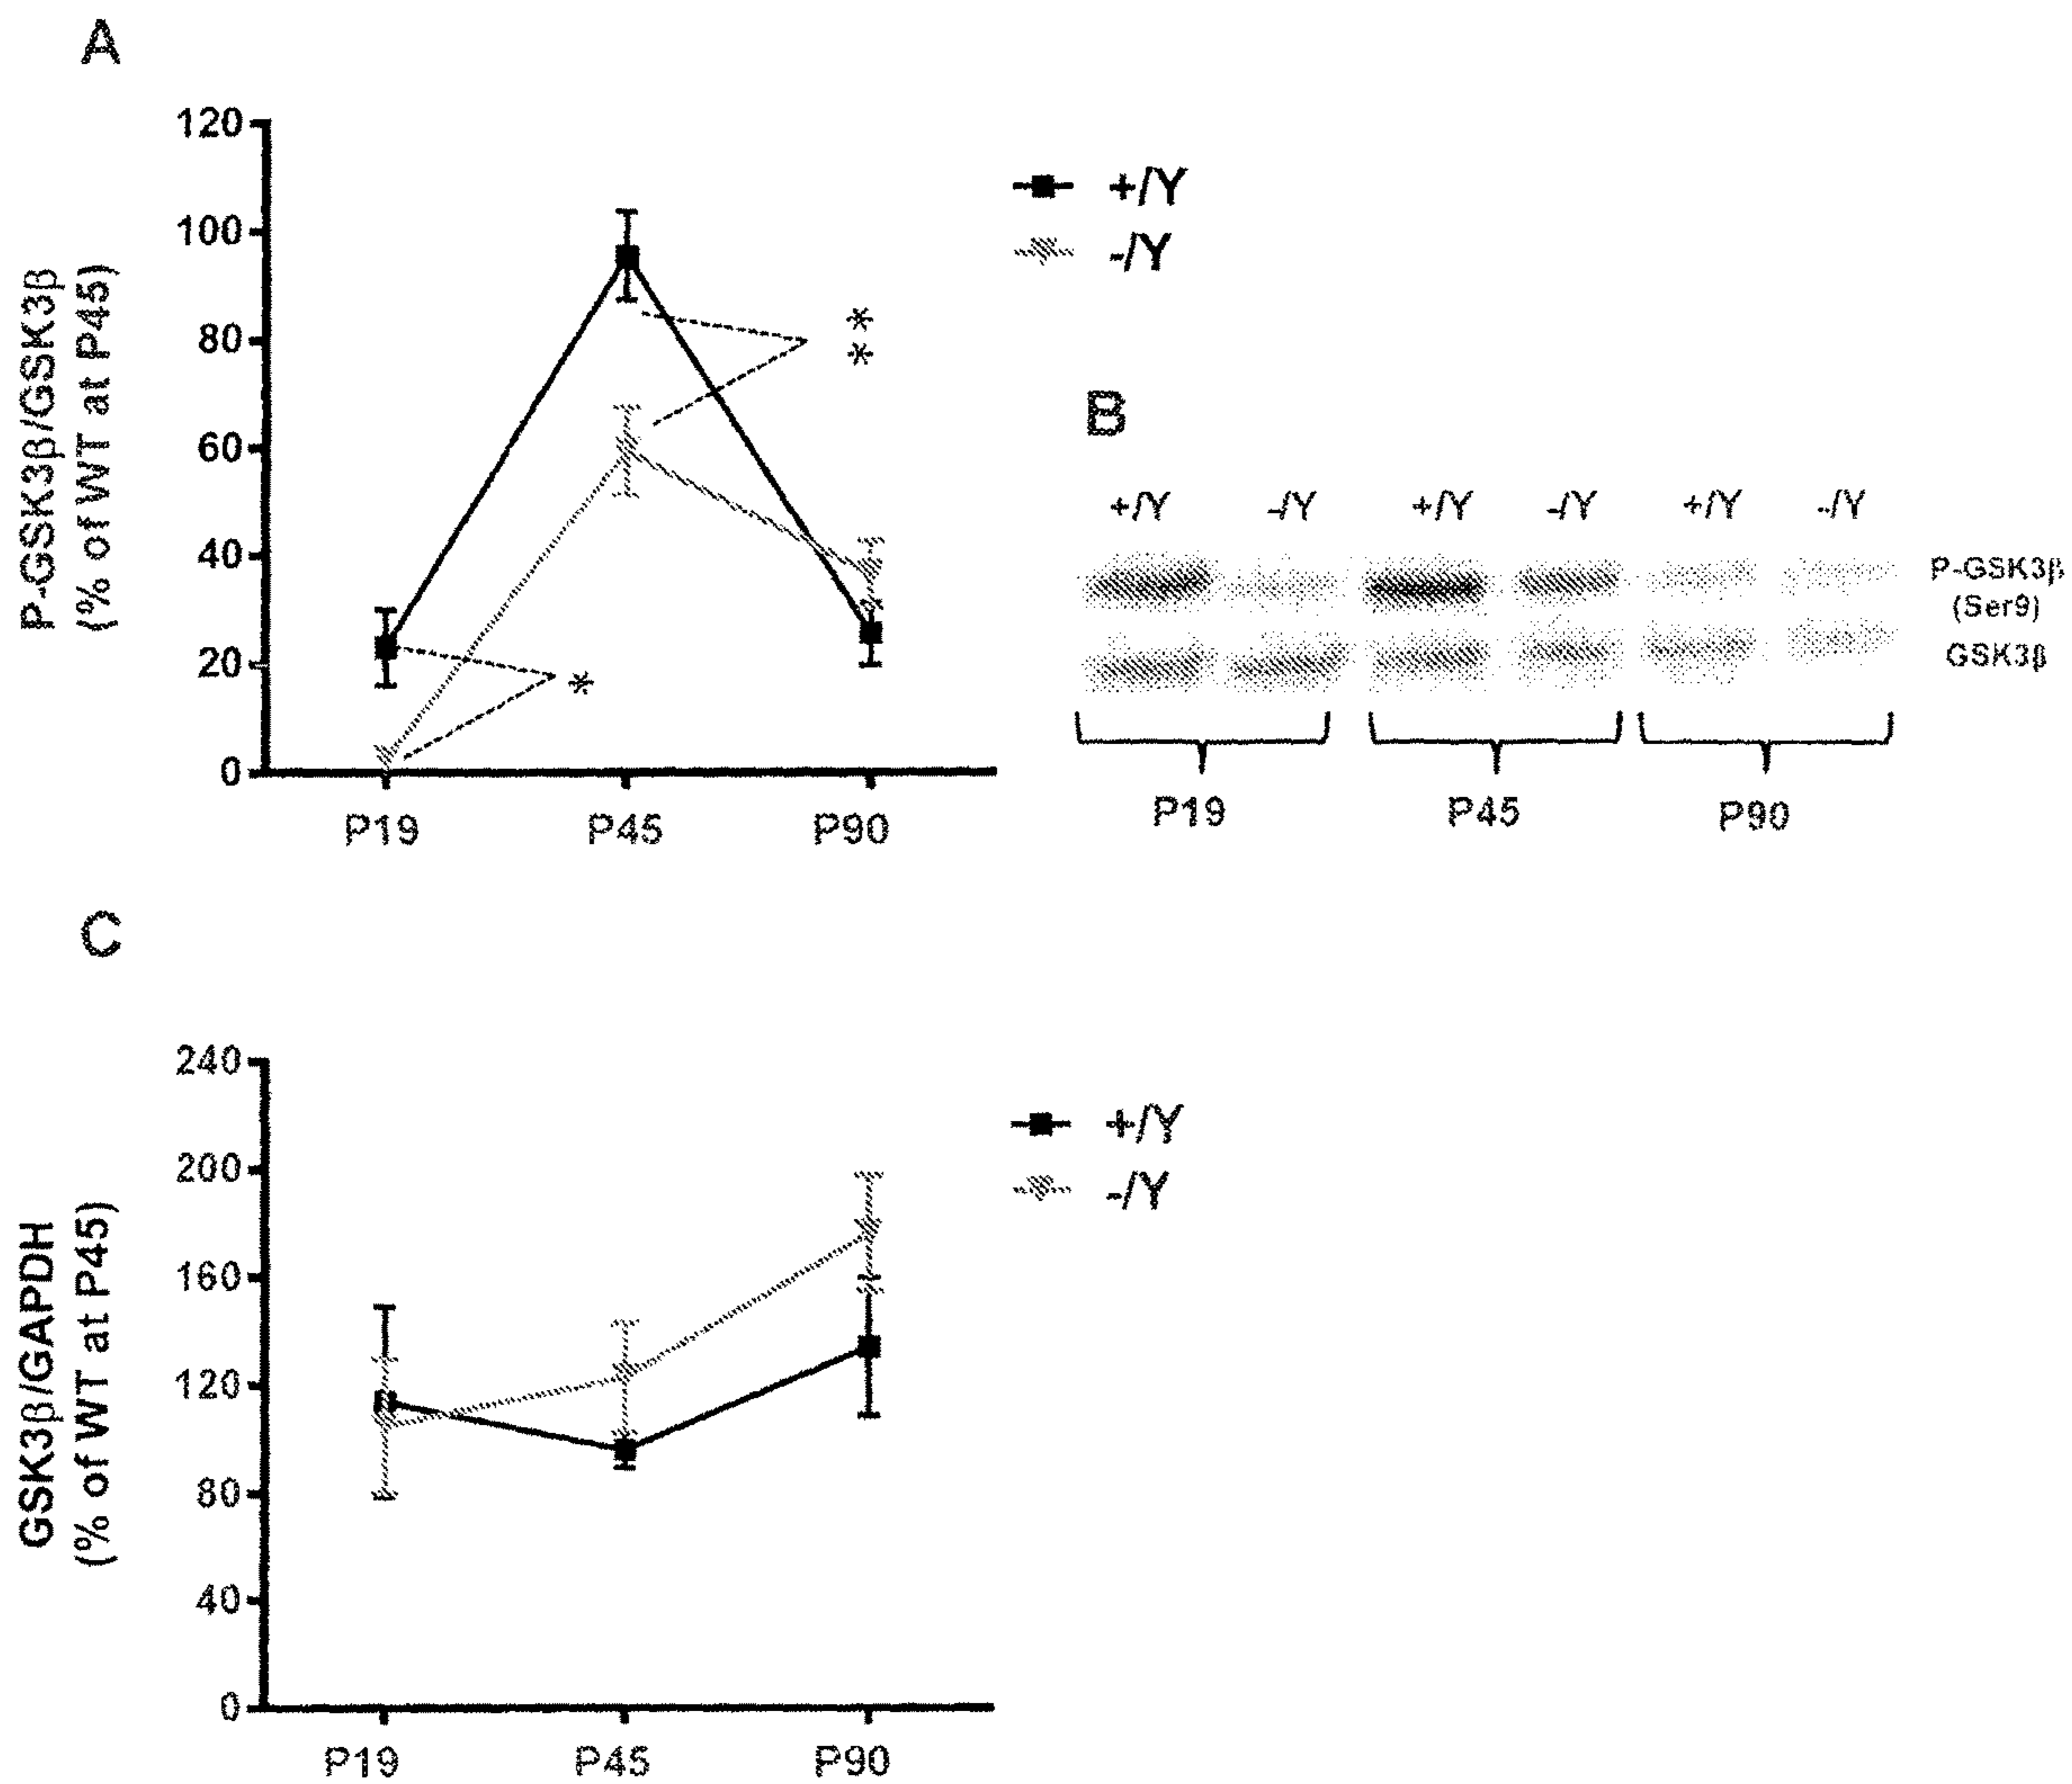 A
120
100
80
60
40
20
0
P-GSK3β/GSK3β
(% of WT at P45)
P19
P45
P90
+/Y
-/Y
*
*
*
B
+/Y -/Y +/Y -/Y +/Y -/Y
P-GSK3β
(Ser9)
GSK3β
P19
P45
P90
C
240
200
160
120
80
40
0
GSK3β/GAPDH
(% of WT at P45)
P19
P45
P90
+/Y
-/Y